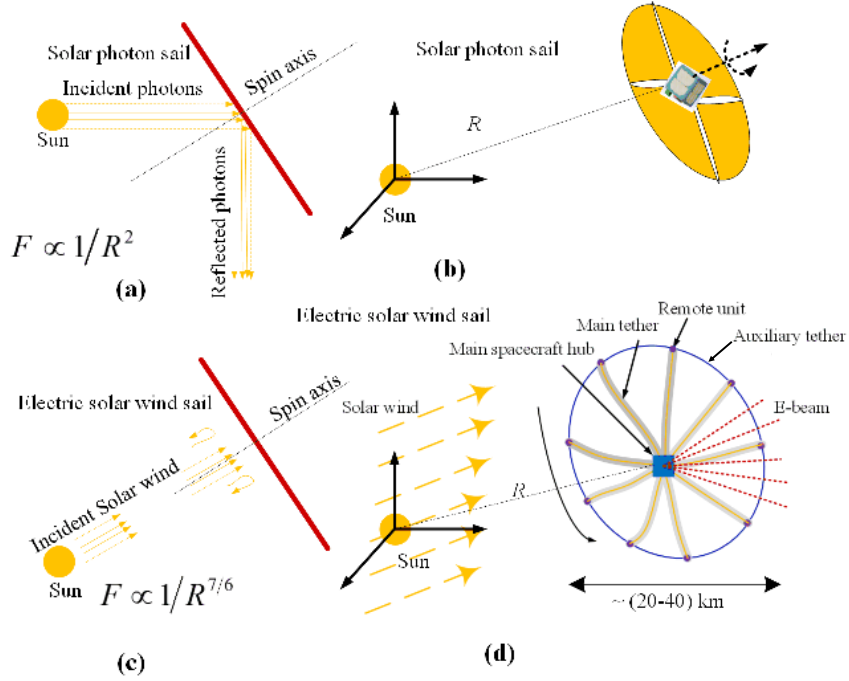 Solar photon sail
Incident photons
Spin axis
Sun
Reflected photons
F ∝ 1/R²
(a)
Solar photon sail
R
Sun
(b)
Electric solar wind sail
Incident Solar wind
Spin axis
Sun
F ∝ 1/R^{7/6}
(c)
Electric solar wind sail
Remote unit
Main tether
Auxiliary tether
Main spacecraft hub
Solar wind
E-beam
R
Sun
~ (20-40) km
(d)